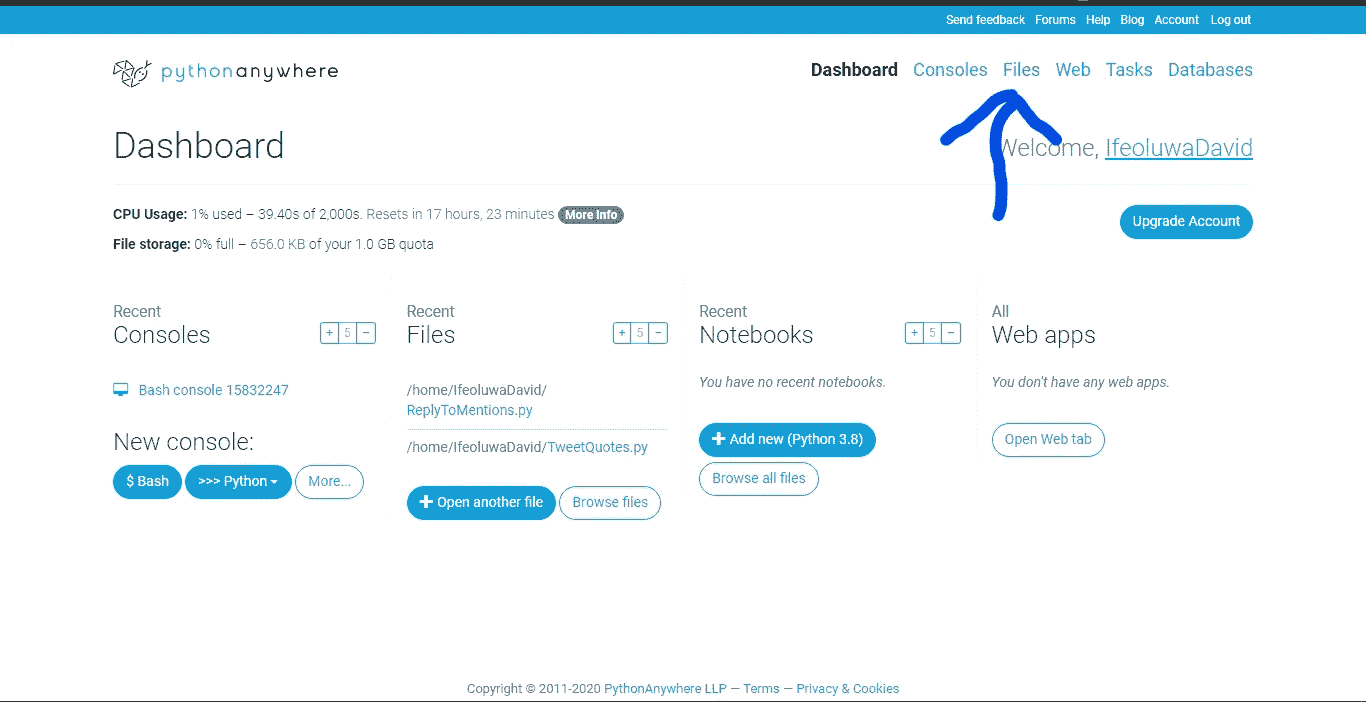 Send feedback Forums Help Blog Account Log out
pythonanywhere
Dashboard Consoles Files Web Tasks Databases
Dashboard
Welcome, IfeoluwaDavid
CPU Usage: 1% used – 39.40s of 2,000s. Resets in 17 hours, 23 minutes More Info
Upgrade Account
File storage: 0% full – 656.0 KB of your 1.0 GB quota
Recent
Consoles
+ 5 −
Bash console 15832247
New console:
$ Bash >>> Python More...
Recent
Files
+ 5 −
/home/IfeoluwaDavid/
ReplyToMentions.py
/home/IfeoluwaDavid/TweetQuotes.py
+ Open another file Browse files
Recent
Notebooks
+ 5 −
You have no recent notebooks.
+ Add new (Python 3.8)
Browse all files
All
Web apps
You don't have any web apps.
Open Web tab
Copyright © 2011-2020 PythonAnywhere LLP — Terms — Privacy & Cookies